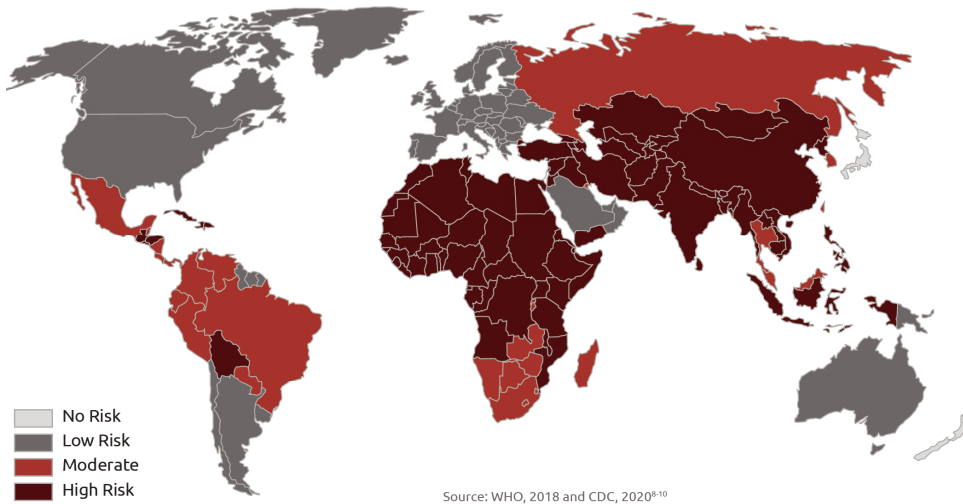 No Risk
Low Risk
Moderate
High Risk
Source: WHO, 2018 and CDC, 2020⁸⁻¹⁰